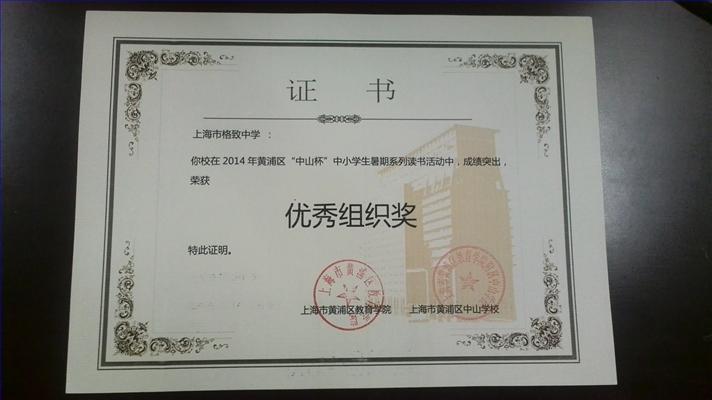 证 书
上海市格致中学 ：
你校在 2014 年黄浦区“中山杯”中小学生暑期系列读书活动中，成绩突出，
荣获
优秀组织奖
特此证明。
上海市黄浦区教育学院 上海市黄浦区中山学校